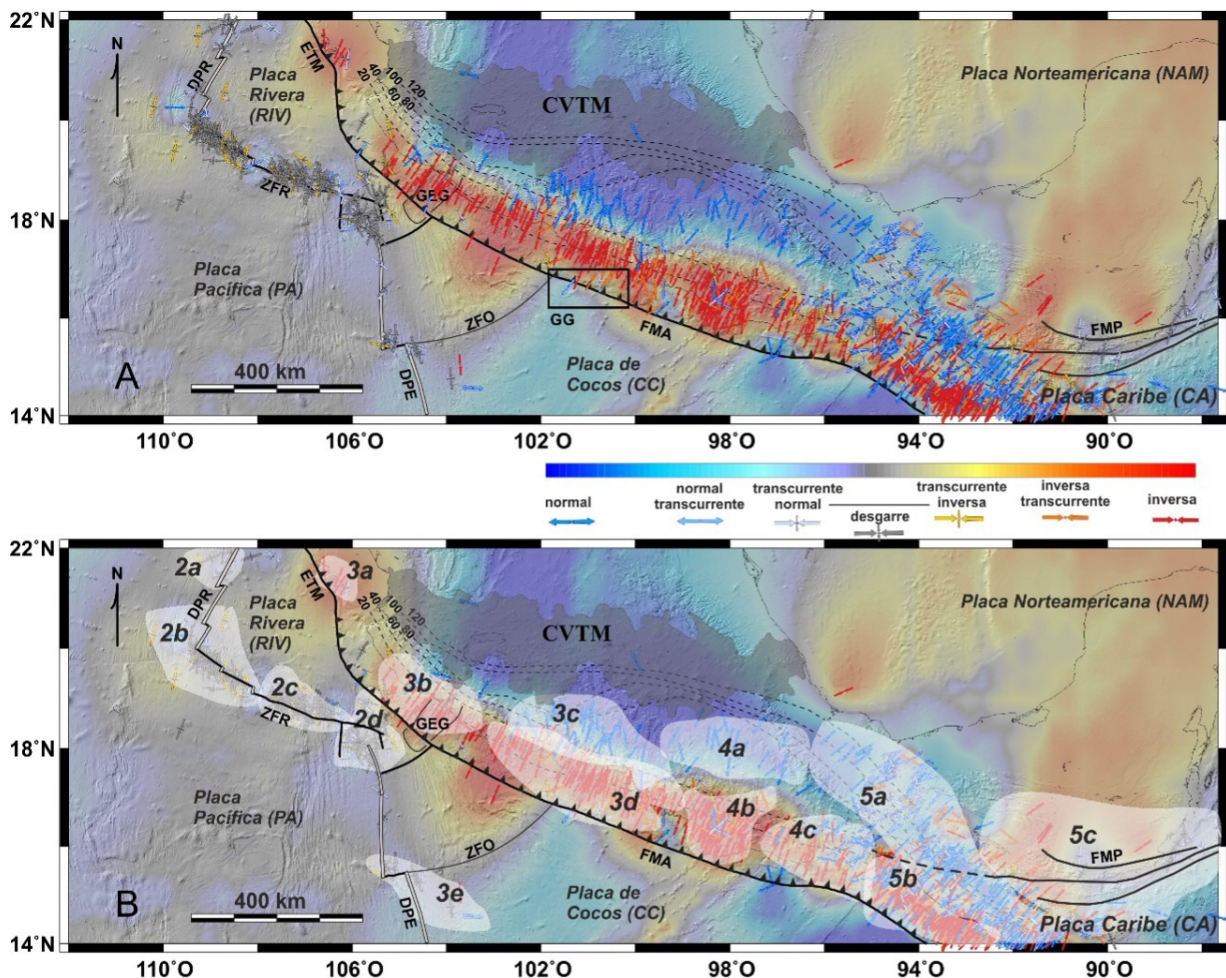 22°N
N
DPR
Placa
Rivera
(RIV)
ETM
20
40
60
80
100
120
CVTM
Placa Norteamericana (NAM)
ZFR
GEG
18°N
Placa
Pacífica (PA)
ZFO
GG
FMA
FMP
Placa de
Cocos (CC)
A
400 km
DPE
Placa Caribe (CA)
14°N
110°O
106°O
102°O
98°O
94°O
90°O
normal
normal
transcurrente
transcurrente
normal
desgarre
transcurrente
inversa
inversa
transcurrente
inversa
22°N
N
2a
DPR
2b
Placa
Rivera
(RIV)
ETM
3a
20
40
60
80
100
120
CVTM
Placa Norteamericana (NAM)
2c
ZFR
2d
3b
GEG
3c
18°N
4a
Placa
Pacífica (PA)
3d
4b
4c
5a
5c
FMP
ZFO
FMA
5b
3e
Placa de
Cocos (CC)
B
400 km
DPE
Placa Caribe (CA)
14°N
110°O
106°O
102°O
98°O
94°O
90°O